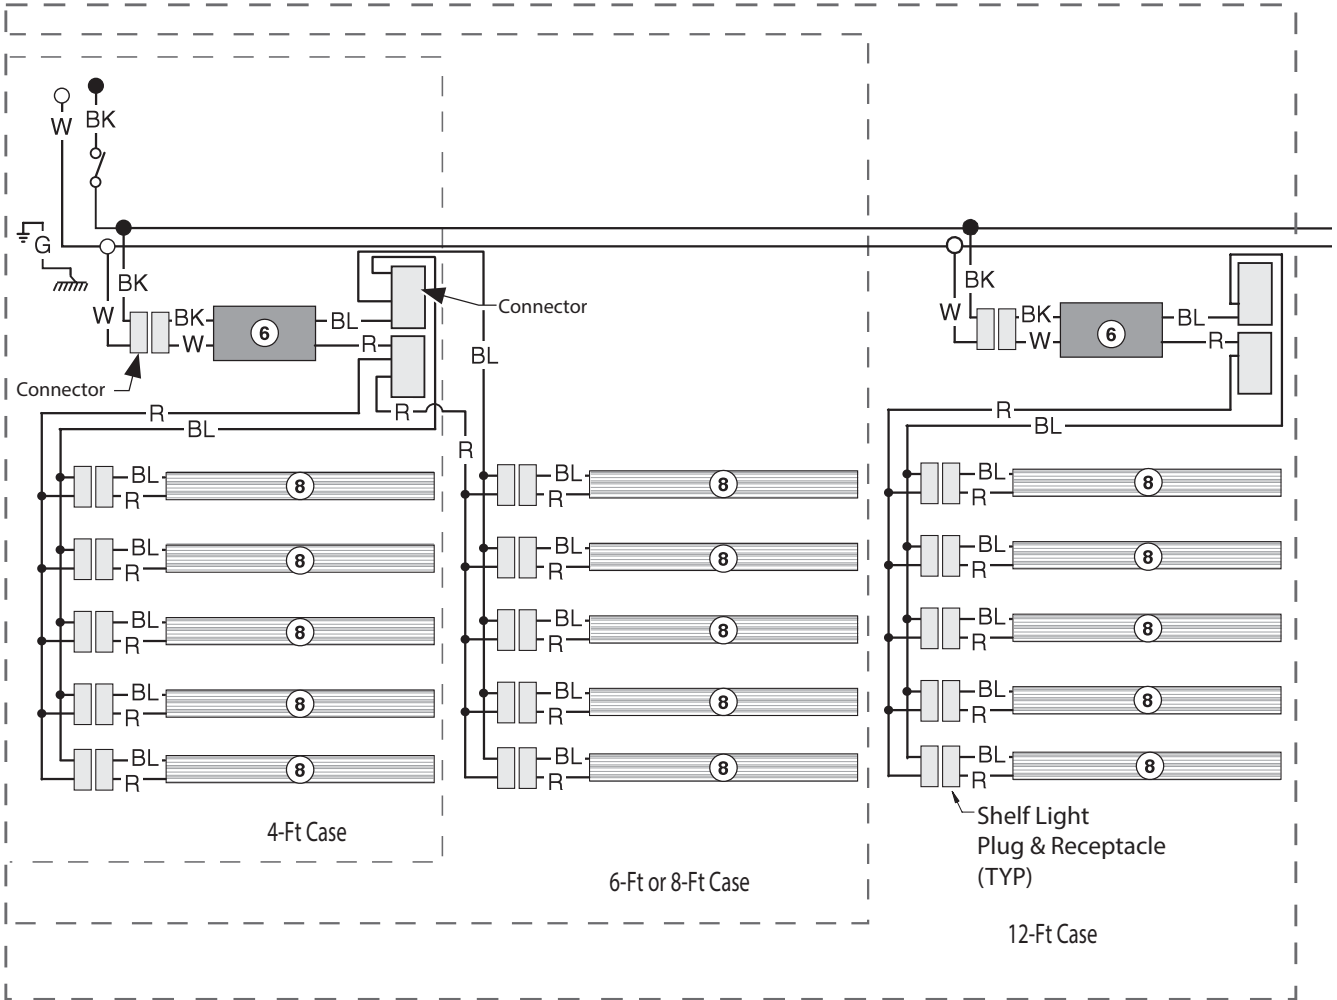 W
BK
G
BK
W
BK
W
6
BL
R
Connector
Connector
BL
R
R
BL
R
BK
W
BK
W
6
BL
R
R
BL
BL
R
8
BL
R
8
BL
R
8
BL
R
8
BL
R
8
BL
R
8
BL
R
8
BL
R
8
BL
R
8
BL
R
8
BL
R
8
BL
R
8
BL
R
8
BL
R
8
BL
R
8
4-Ft Case
6-Ft or 8-Ft Case
Shelf Light
Plug & Receptacle
(TYP)
12-Ft Case